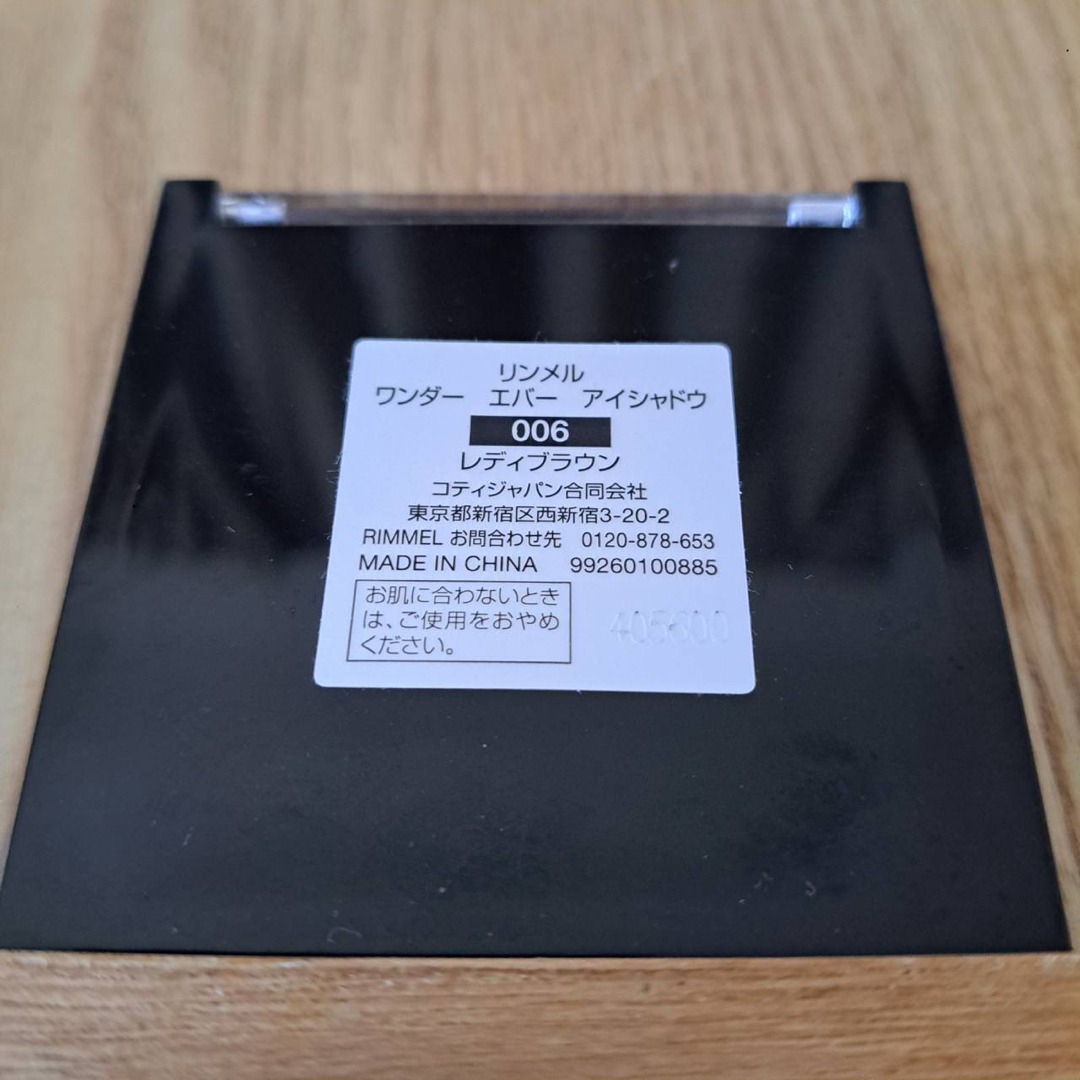 リンメル
ワンダー　エバー　アイシャドウ
006
レディブラウン
コティジャパン合同会社
東京都新宿区西新宿3-20-2
RIMMEL お問合わせ先　0120-878-653
MADE IN CHINA　99260100885
お肌に合わないとき
は、ご使用をおやめ
ください。
405600